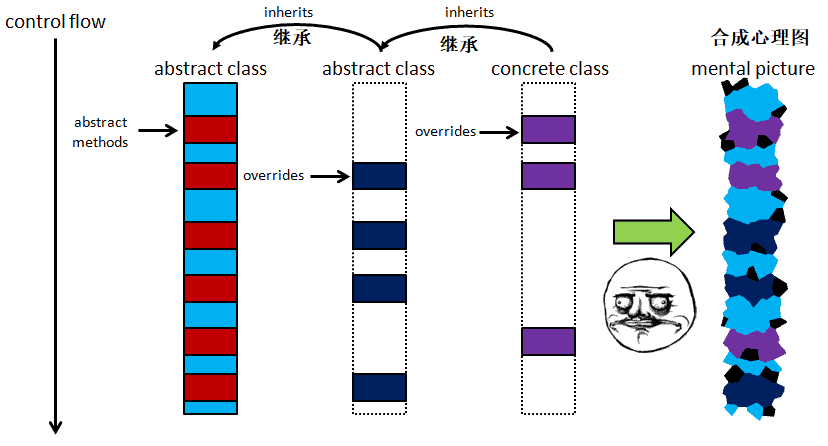 control flow
inherits
继承
inherits
继承
合成心理图
abstract class
abstract class
concrete class
mental picture
abstract
methods
overrides
overrides